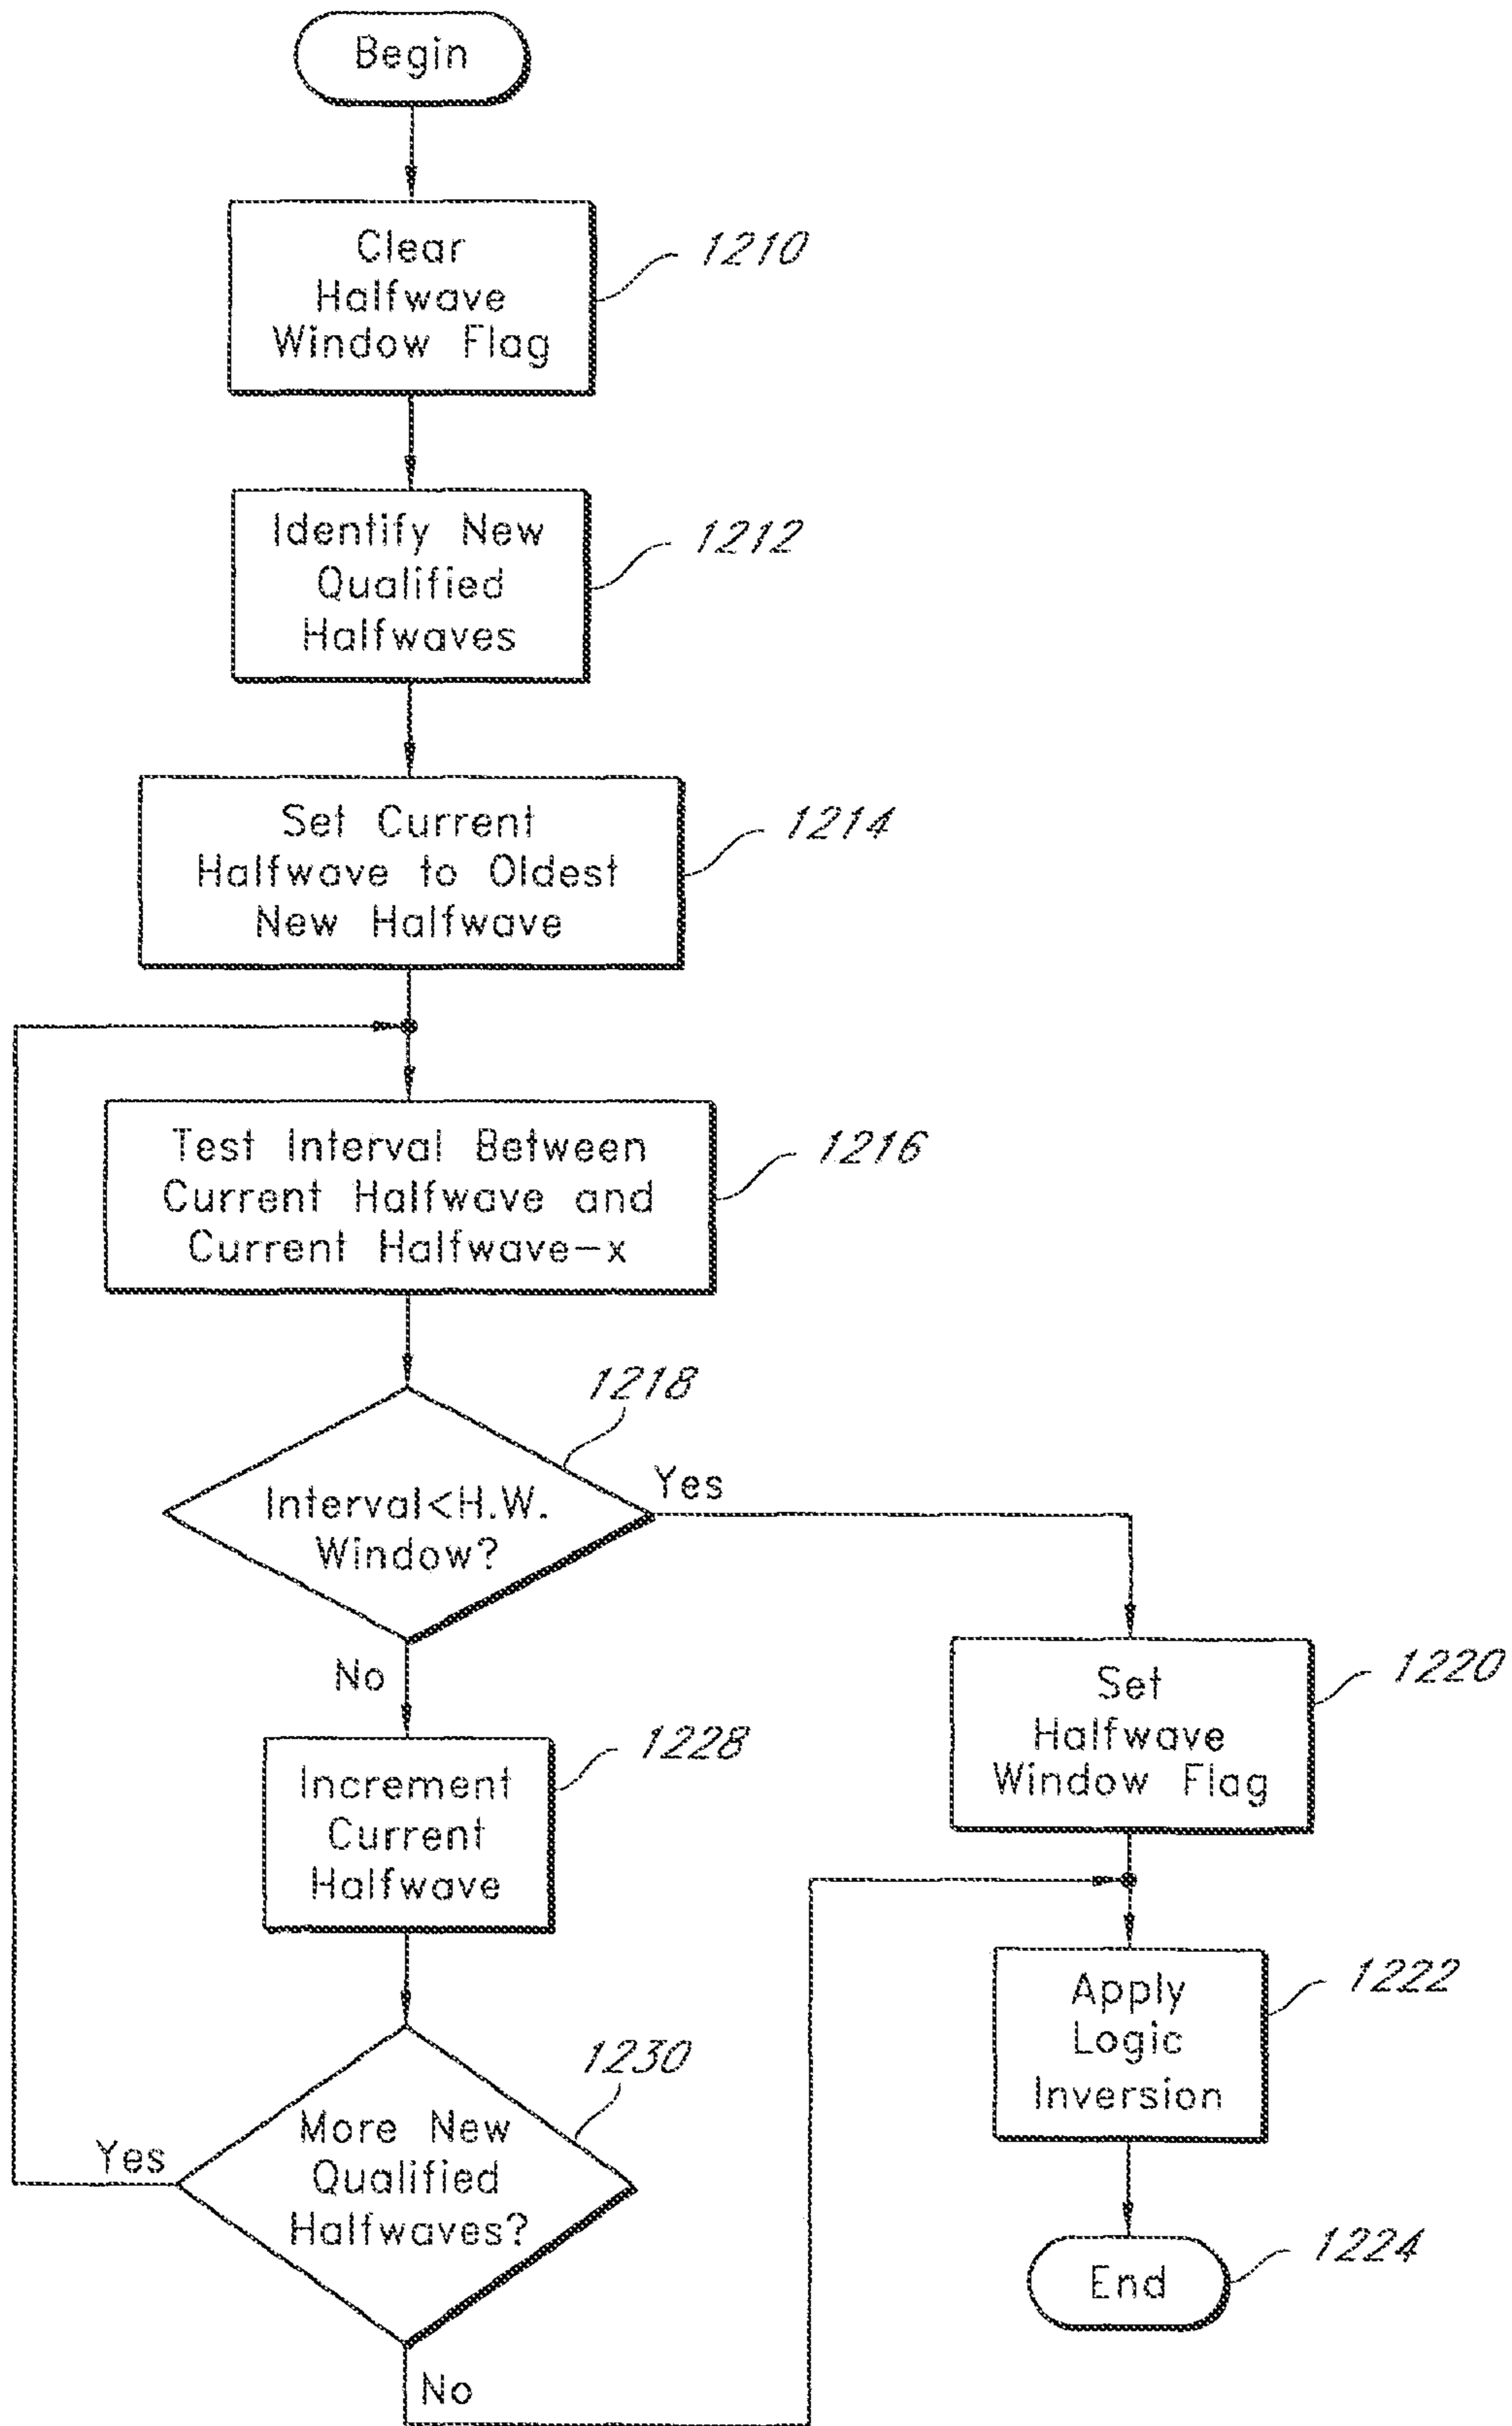 Begin
Clear
Halfwave
Window Flag
1210
Identify New
Qualified
Halfwaves
1212
Set Current
Halfwave to Oldest
New Halfwave
1214
Test Interval Between
Current Halfwave and
Current Halfwave-x
1216
Interval<H.W.
Window?
1218
Yes
No
Set
Halfwave
Window Flag
1220
Increment
Current
Halfwave
1228
Apply
Logic
Inversion
1222
More New
Qualified
Halfwaves?
1230
Yes
No
End
1224